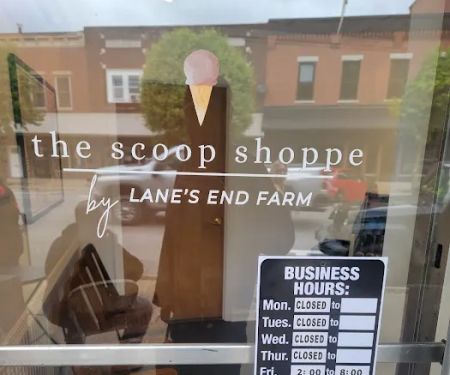 the scoop shoppe
by LANE'S END FARM
BUSINESS
HOURS:
Mon. CLOSED to
Tues. CLOSED to
Wed. CLOSED to
Thur. CLOSED to
Fri. 2:00 to 8:00